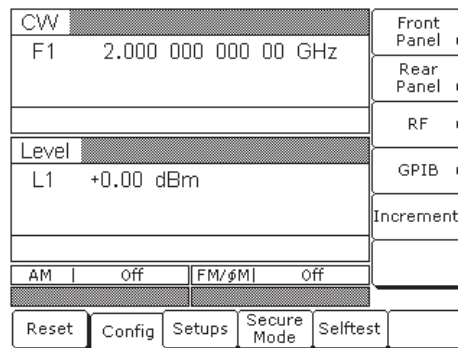 CW
F1 2.000 000 000 00 GHz
Level
L1 +0.00 dBm
AM | Off FM/ɸM| Off
Front
Panel
Rear
Panel
RF
GPIB
Increment
Reset Config Setups Secure Mode Selftest